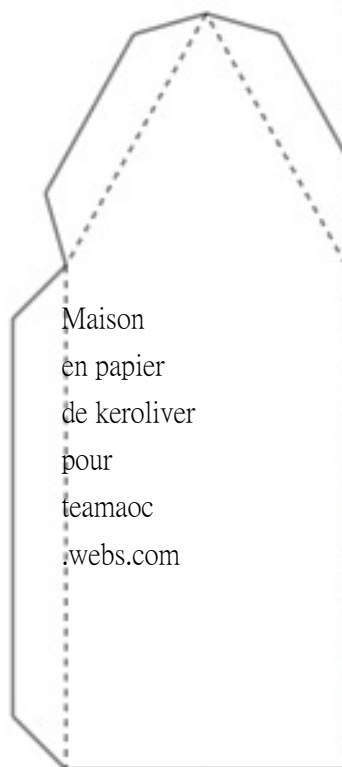 Maison
en papier
de keroliver
pour
teamaoc
.webs.com